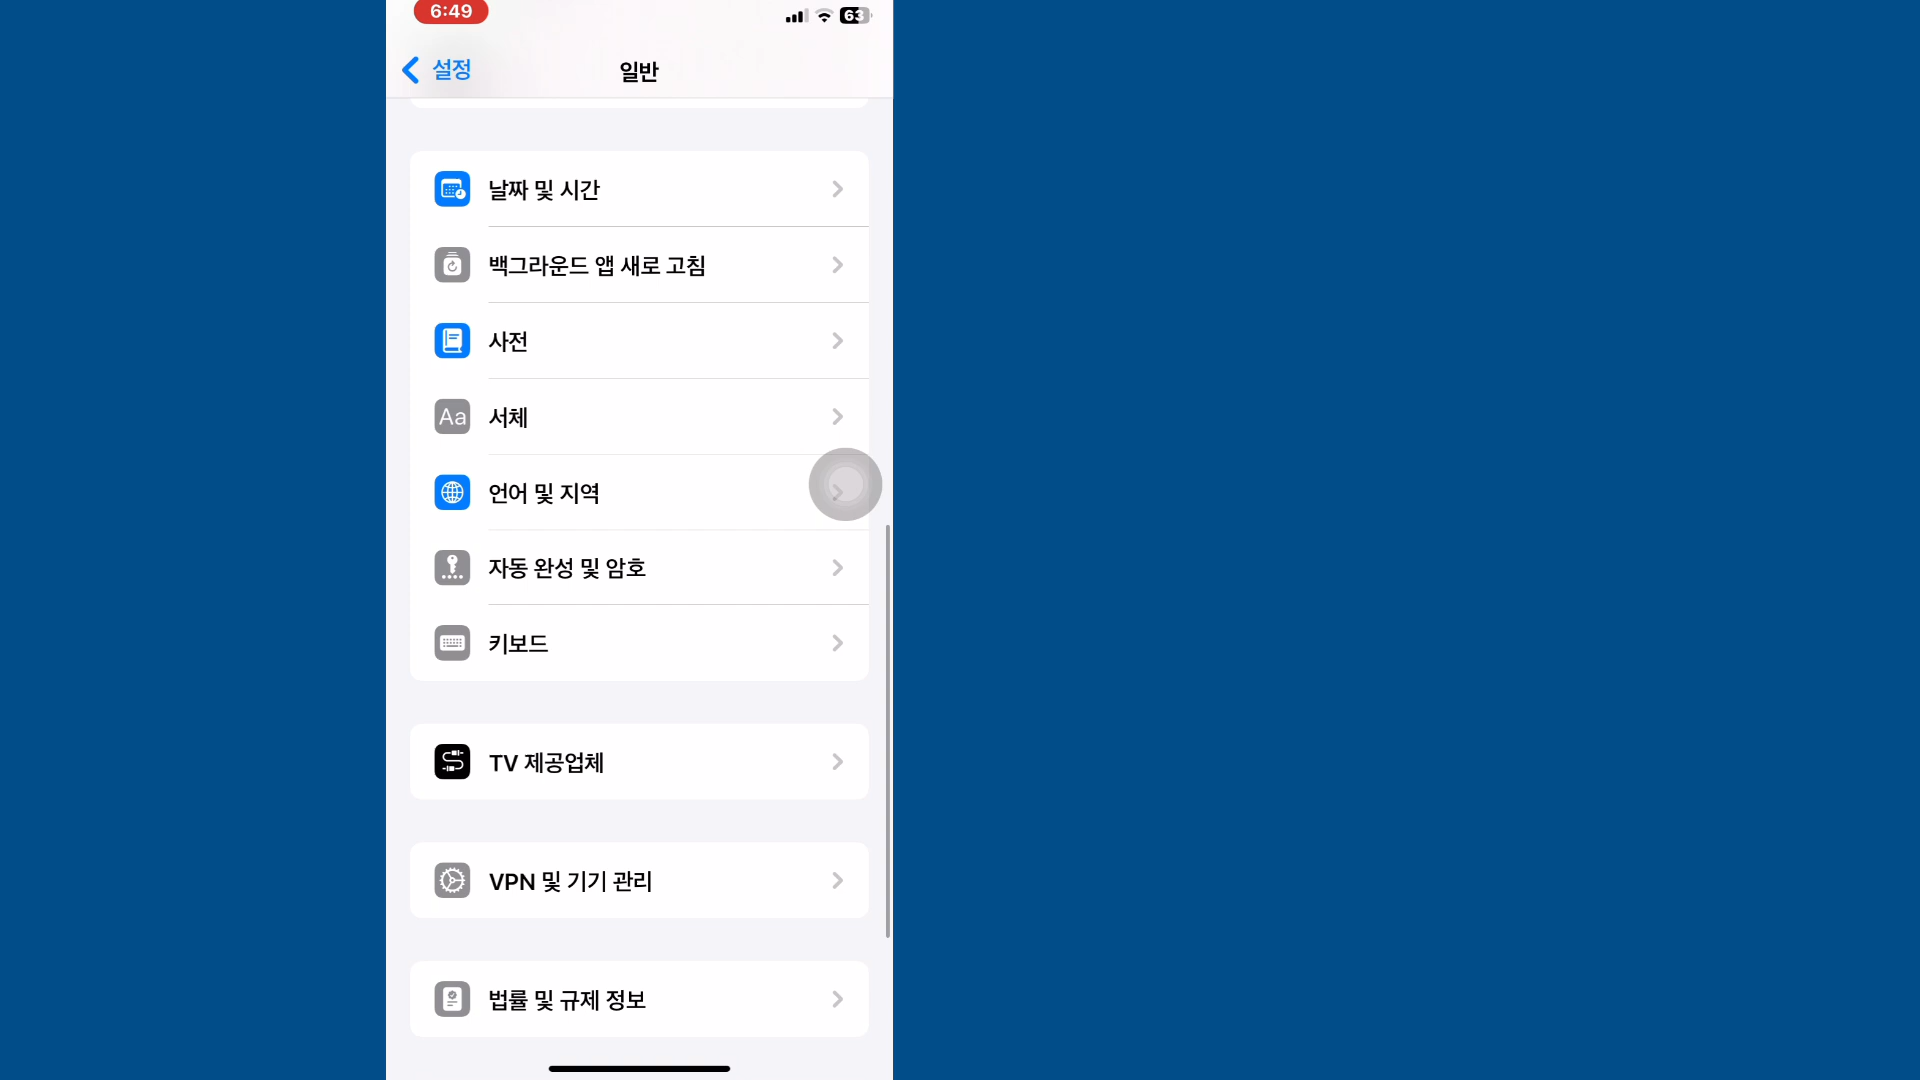 6:49
63
설정
일반
날짜 및 시간
백그라운드 앱 새로 고침
사전
Aa
서체
언어 및 지역
자동 완성 및 암호
키보드
TV 제공업체
VPN 및 기기 관리
법률 및 규제 정보